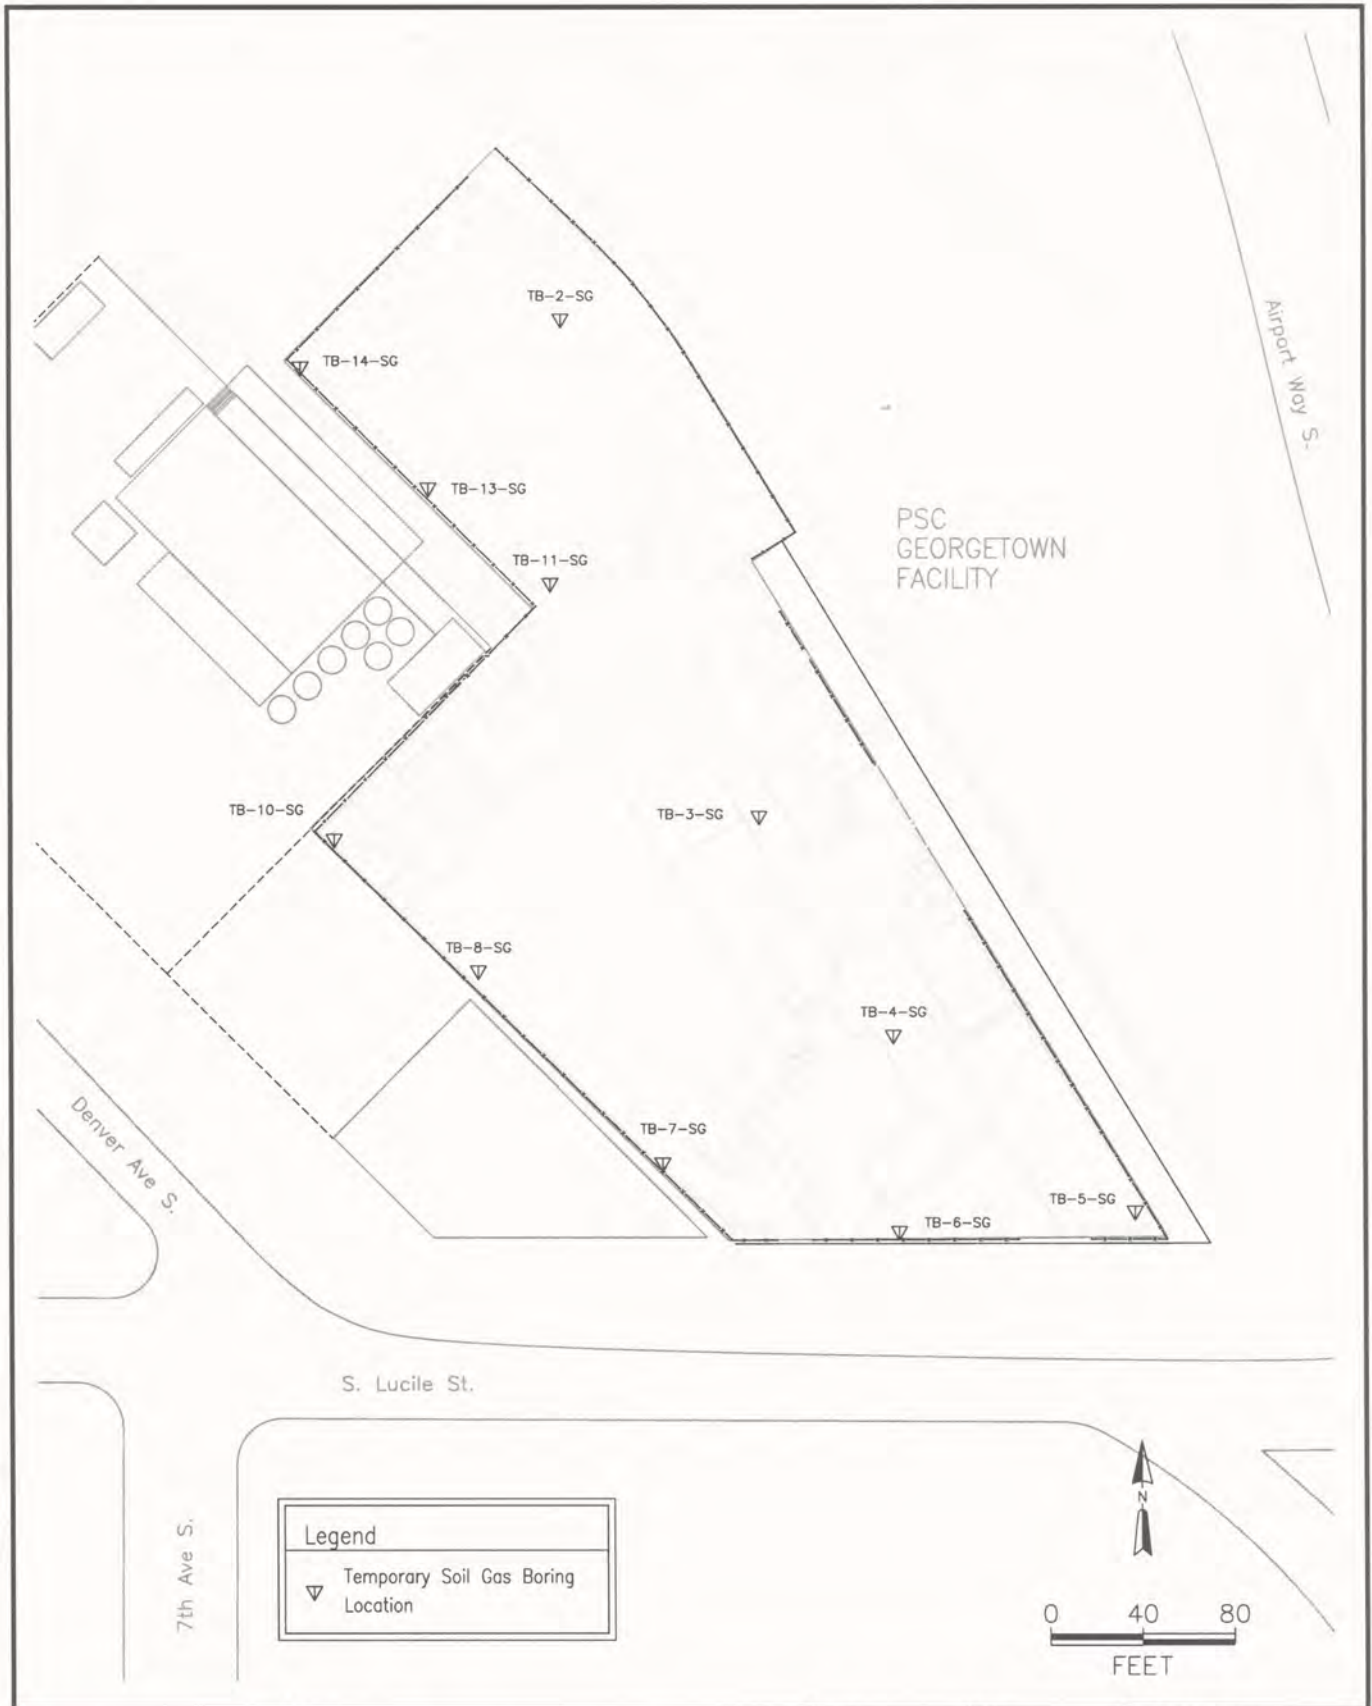 TB-2-SG
Airport Way S.
TB-14-SG
TB-13-SG
PSC
GEORGETOWN
FACILITY
TB-11-SG
TB-10-SG
TB-3-SG
TB-8-SG
TB-4-SG
Denver Ave S.
TB-7-SG
TB-5-SG
TB-6-SG
S. Lucile St.
7th Ave S.
Legend
Temporary Soil Gas Boring
Location
N
0 40 80
FEET